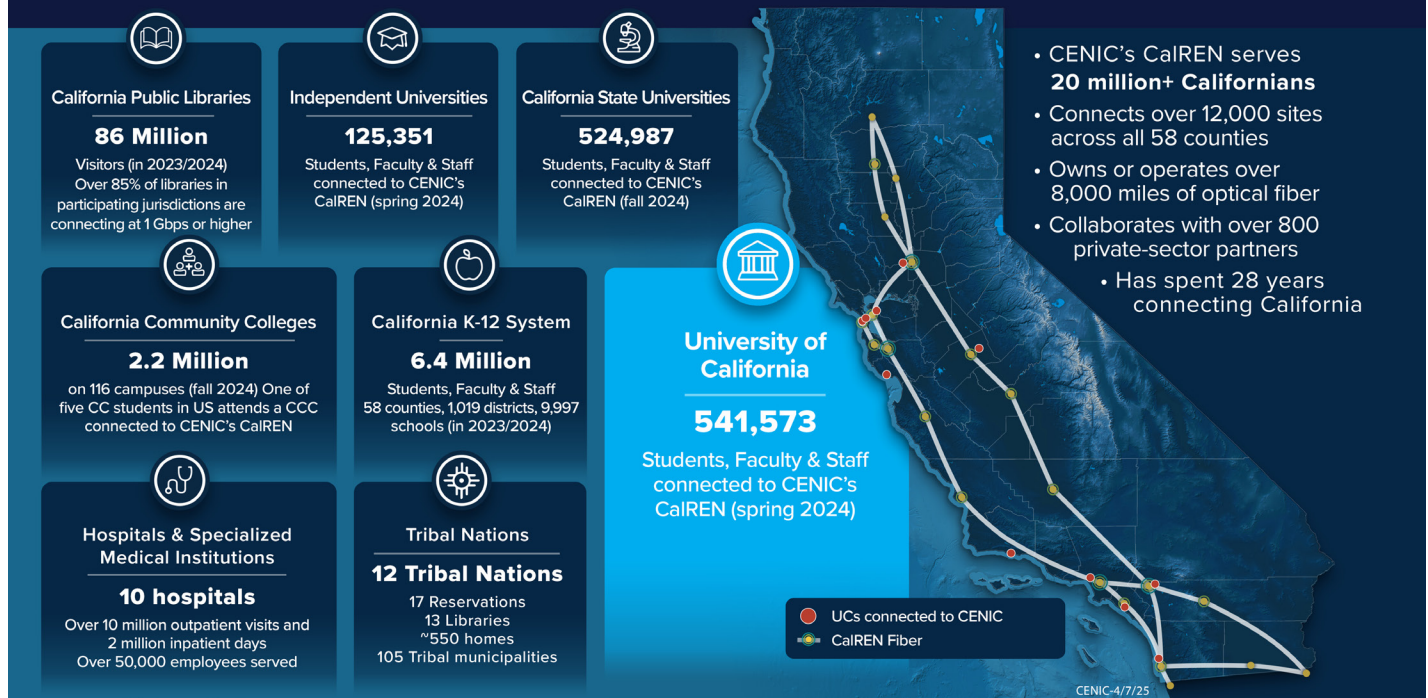 California Public Libraries
86 Million
Visitors (in 2023/2024)
Over 85% of libraries in
participating jurisdictions are
connecting at 1 Gbps or higher
Independent Universities
125,351
Students, Faculty & Staff
connected to CENIC's
CalREN (spring 2024)
California State Universities
524,987
Students, Faculty & Staff
connected to CENIC's
CalREN (fall 2024)
California Community Colleges
2.2 Million
on 116 campuses (fall 2024) One of
five CC students in US attends a CCC
connected to CENIC's CalREN
California K-12 System
6.4 Million
Students, Faculty & Staff
58 counties, 1,019 districts, 9,997
schools (in 2023/2024)
Hospitals & Specialized
Medical Institutions
10 hospitals
Over 10 million outpatient visits and
2 million inpatient days
Over 50,000 employees served
Tribal Nations
12 Tribal Nations
17 Reservations
13 Libraries
~550 homes
105 Tribal municipalities
University of
California
541,573
Students, Faculty & Staff
connected to CENIC's
CalREN (spring 2024)
• CENIC's CalREN serves
20 million+ Californians
• Connects over 12,000 sites
across all 58 counties
• Owns or operates over
8,000 miles of optical fiber
• Collaborates with over 800
private-sector partners
• Has spent 28 years
connecting California
UCs connected to CENIC
CalREN Fiber
CENIC-4/7/25